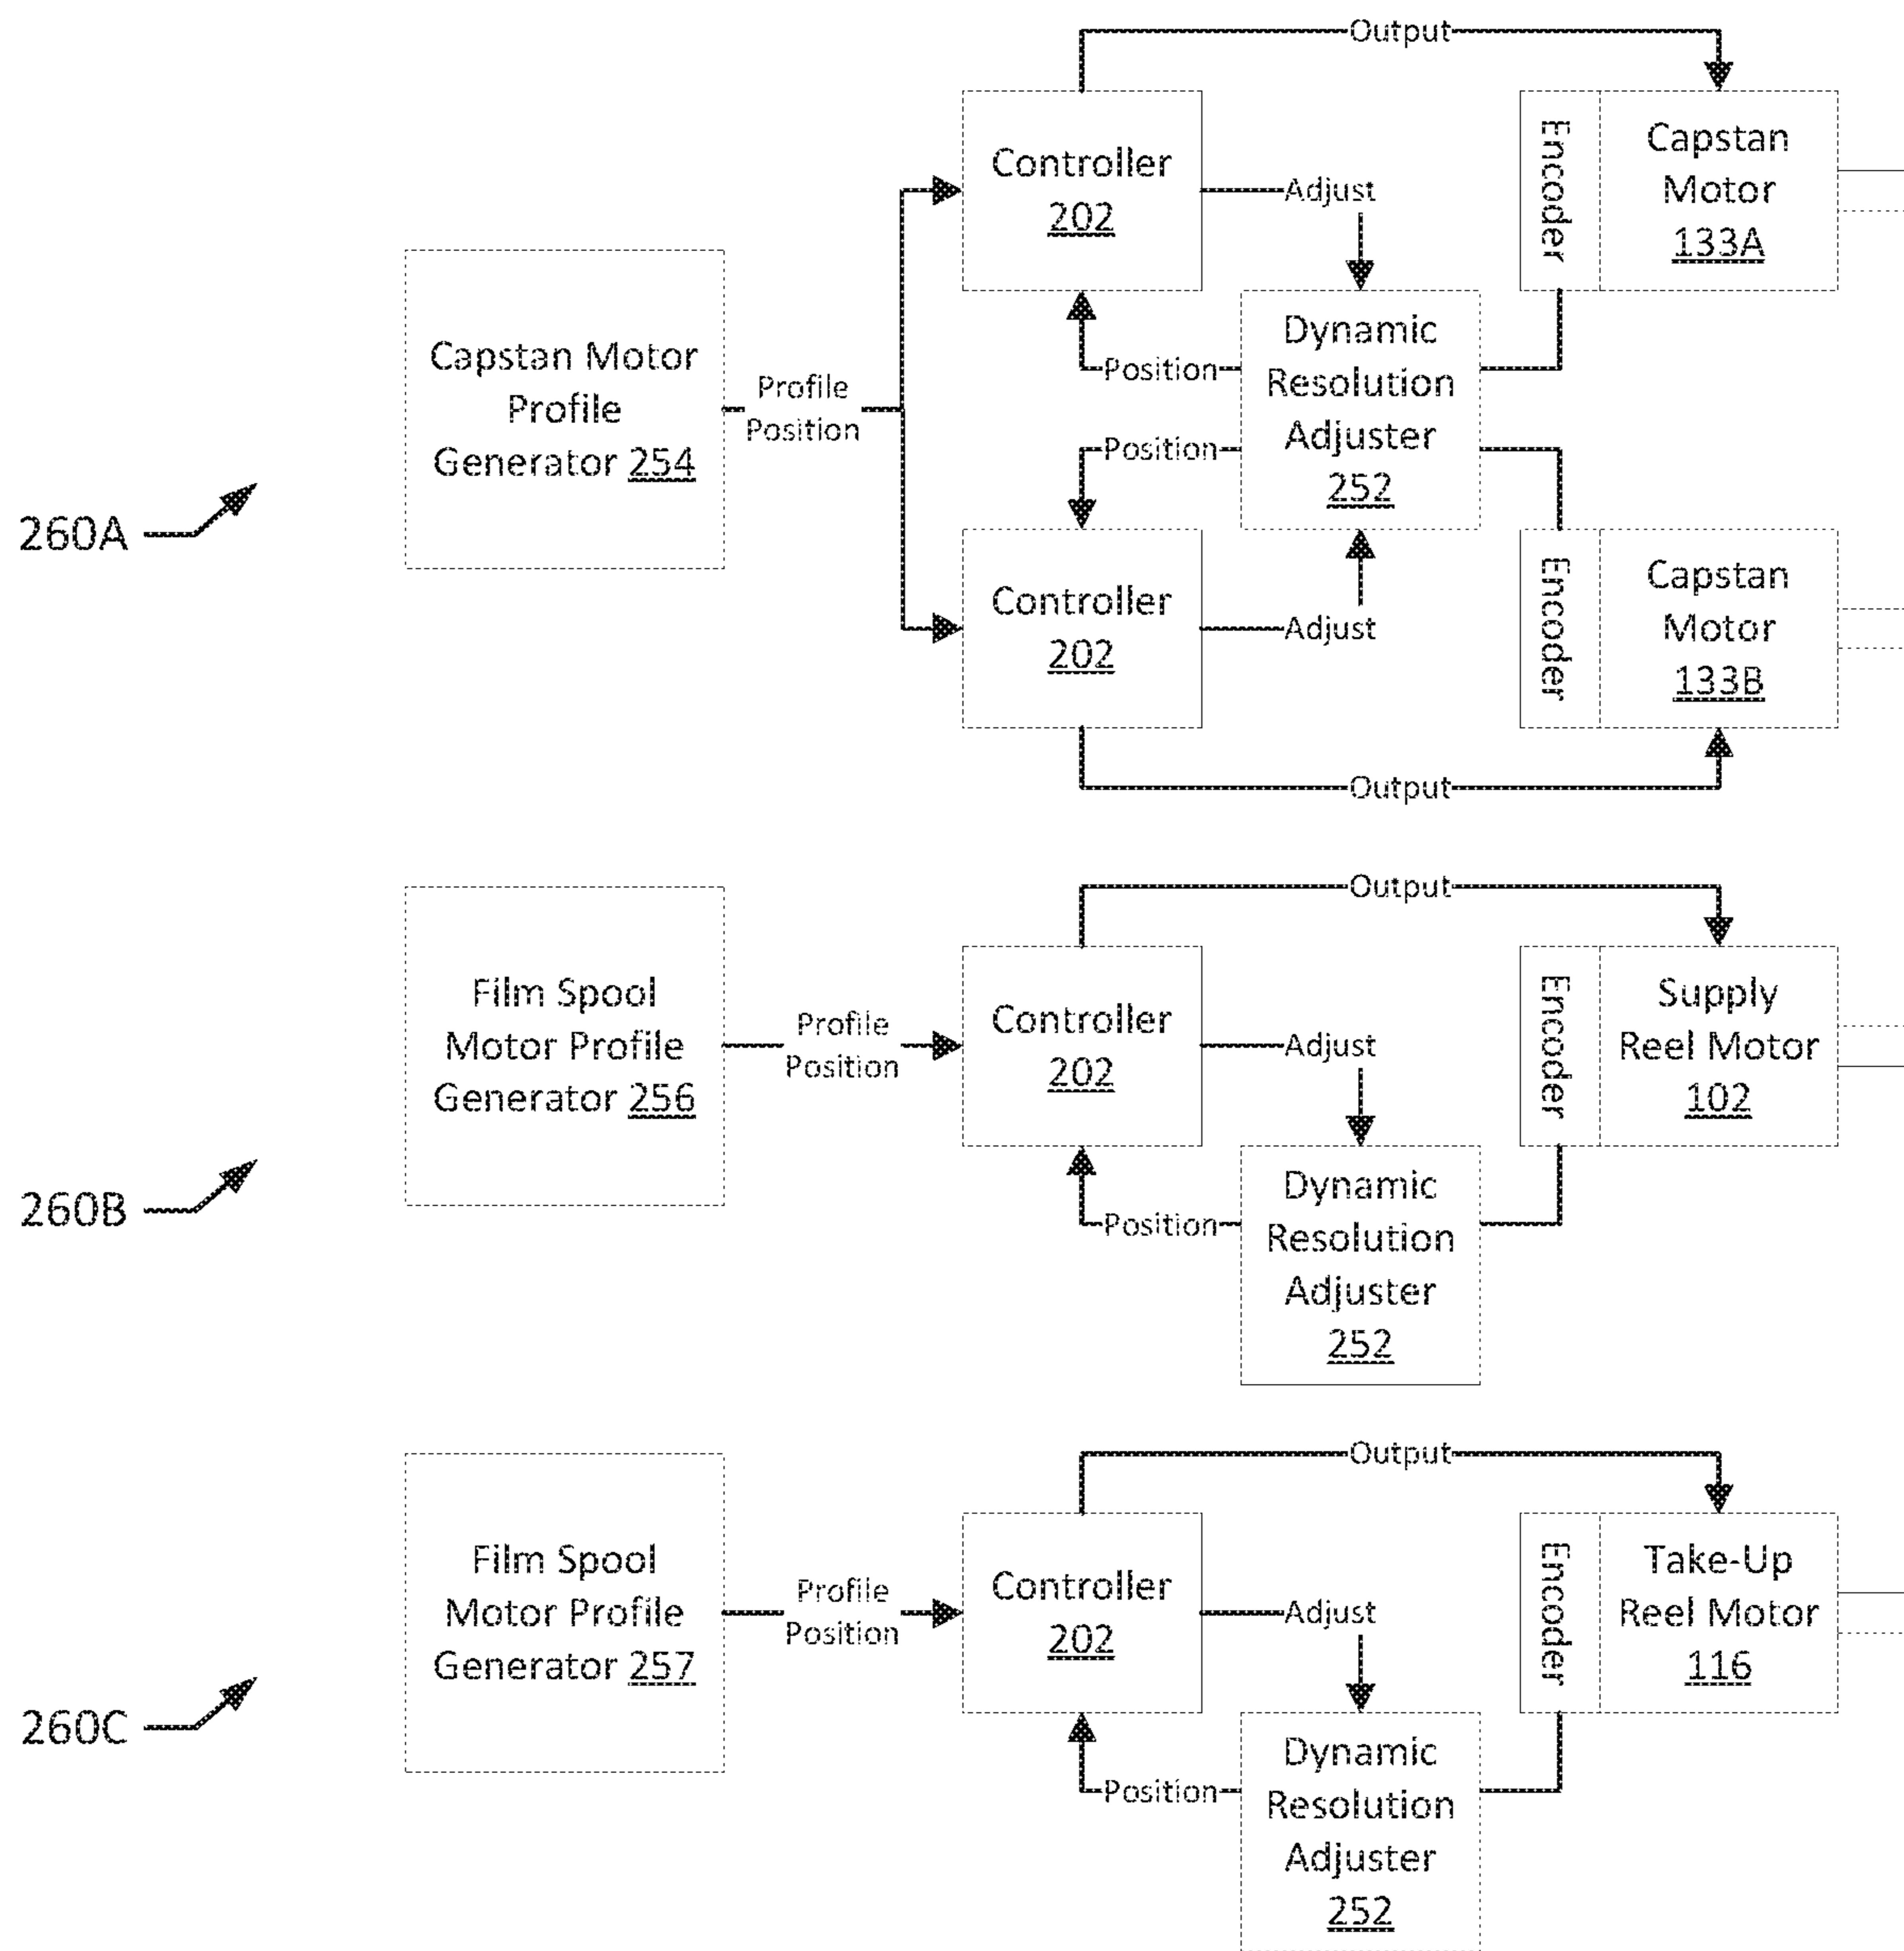 Output
Controller
202
Adjust
Encoder
Capstan
Motor
133A
Capstan Motor
Profile
Generator 254
Profile
Position
Position
Dynamic
Resolution
Adjuster
252
Position
260A
Controller
202
Adjust
Encoder
Capstan
Motor
133B
Output
Output
Film Spool
Motor Profile
Generator 256
Profile
Position
Controller
202
Adjust
Encoder
Supply
Reel Motor
102
260B
Position
Dynamic
Resolution
Adjuster
252
Output
Film Spool
Motor Profile
Generator 257
Profile
Position
Controller
202
Adjust
Encoder
Take-Up
Reel Motor
116
260C
Position
Dynamic
Resolution
Adjuster
252